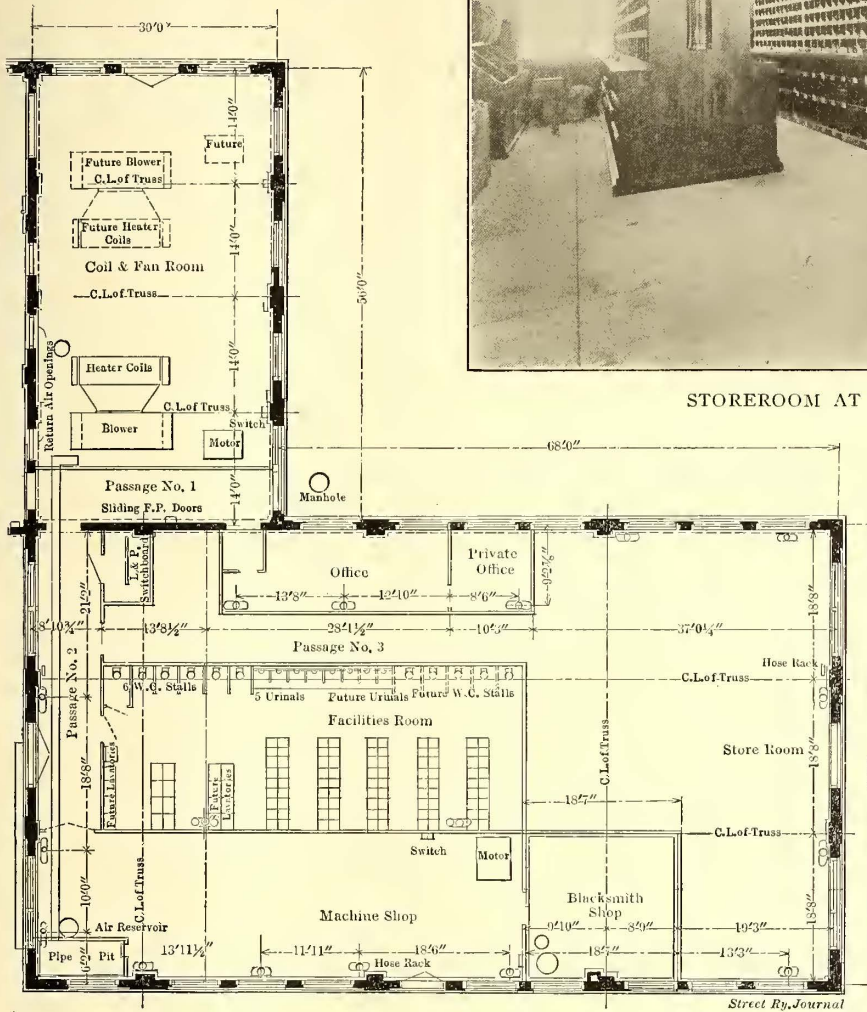 30'0"
14'0"
Future
Future Blower
C.L. of Truss
Future Heater
Coils
14'0"
56'0"
Coil & Fan Room
C.L. of Truss
Return Air Openings
14'0"
Heater Coils
C.L. of Truss
Switch
Blower
Motor
STOREROOM AT
68'0"
Passage No. 1
14'0"
Manhole
Sliding F.P. Doors
L. & P.
Switchboard
Office
Private
Office
21'2"
13'8"
12'10"
8'6"
18'8"
8'10¾"
13'8½"
28'1½"
10'3"
37'0¼"
Passage No. 3
Passage No. 2
Hose Rack
C.L. of Truss
6 W.C. Stalls
5 Urinals
Future Urinals
Future W.C. Stalls
Facilities Room
C.L. of Truss
Store Room
18'8"
18'8"
Future Lavatories
Future
Lavatories
18'7"
C.L. of Truss
Switch
Motor
C.L. of Truss
10'0"
Machine Shop
Blacksmith
Shop
18'8"
Air Reservoir
9'10"
8'9"
19'3"
6'2"
Pipe Pit
13'11½"
11'11"
18'6"
Hose Rack
18'7"
13'3"
Street Ry. Journal